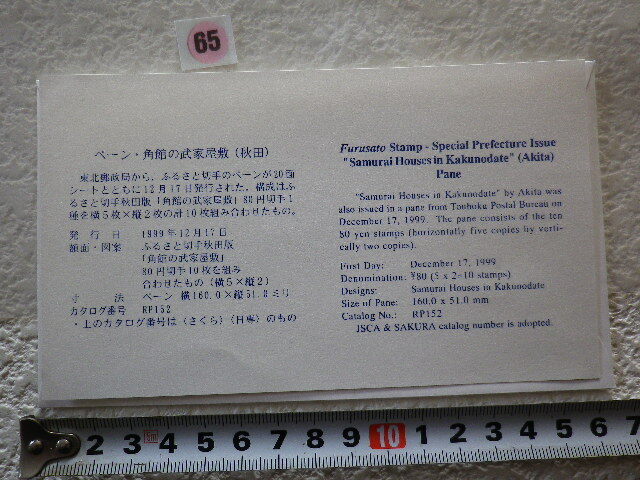 65
ペーン・角館の武家屋敷(秋田)
東北郵政局から、ふるさと切手のペーンが20面
シートとともに12月17日発行された。構成はふ
るさと切手秋田版「角館の武家屋敷」80円切手1
種を横5枚×縦2枚の計10枚組み合わせたもの。
発 行 日 1999年12月17日
額面・図案 ふるさと切手秋田版
「角館の武家屋敷」
80円切手10枚を組み
合わせたもの(横5×縦2)
寸 法 ペーン 横160.0×縦51.0ミリ
カタログ番号 RP152
・上のカタログ番号は〈さくら〉〈日専〉のもの
Furusato Stamp - Special Prefecture Issue
"Samurai Houses in Kakunodate" (Akita)
Pane
"Samurai Houses in Kakunodate" by Akita was
also issued in a pane from Touhoku Postal Bureau on
December 17, 1999. The pane consists of the ten
80 yen stamps (horizontally five copies by verti-
cally two copies).
First Day: December 17, 1999
Denomination: ¥80 (5 x 2=10 stamps)
Designs: Samurai Houses in Kakunodate
Size of Pane: 160.0 x 51.0 mm
Catalog No.: RP152
JSCA & SAKURA catalog number is adopted.
2 3 5m 4 5 6 7 8 9 10 1 2 3 4 5 6 7